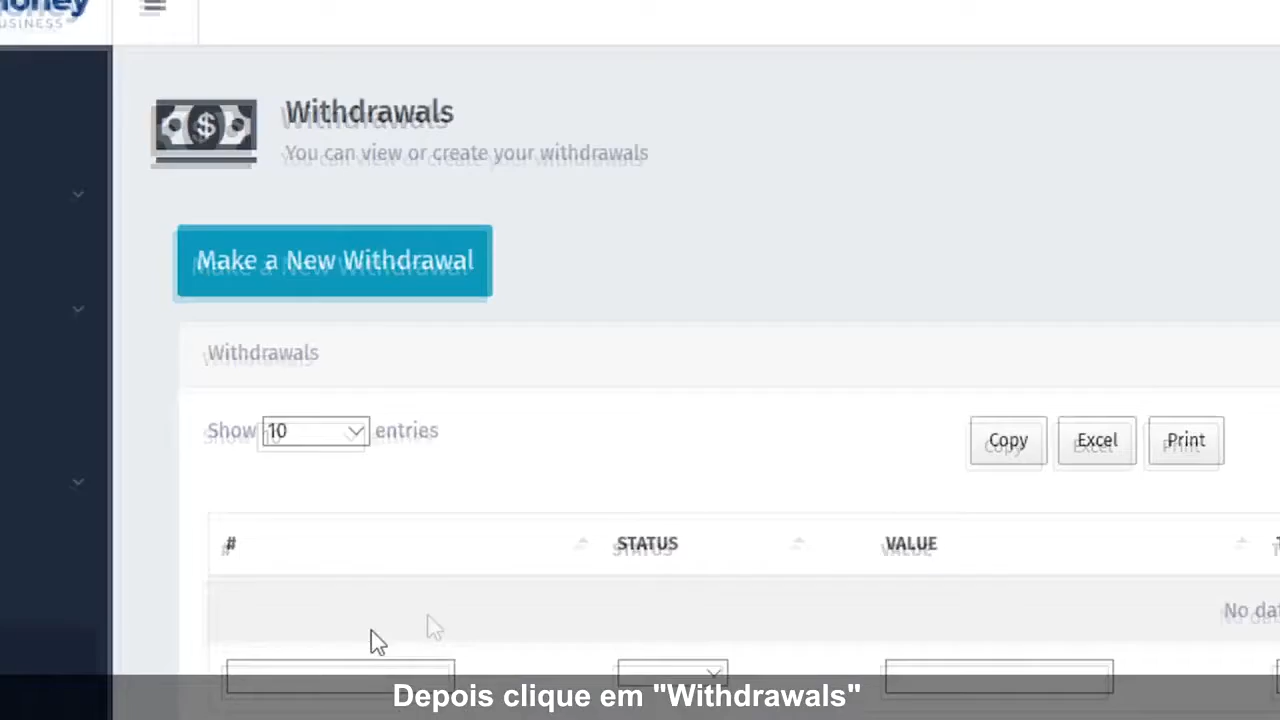 BUSINESS
Withdrawals
You can view or create your withdrawals
Make a New Withdrawal
Withdrawals
Show 10 entries
Copy Excel Print
# STATUS VALUE
Depois clique em "Withdrawals"